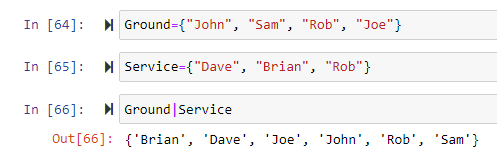 In [64]: Ground={"John", "Sam", "Rob", "Joe"}
In [65]: Service={"Dave", "Brian", "Rob"}
In [66]: Ground|Service
Out[66]: {'Brian', 'Dave', 'Joe', 'John', 'Rob', 'Sam'}